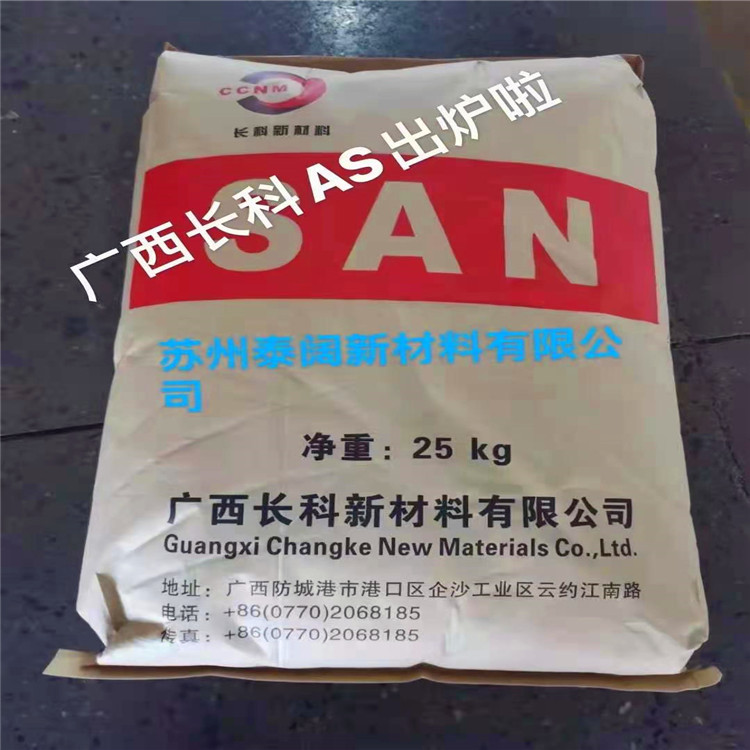 CCNM
长科新材料
广西长科AS出炉啦
SAN
苏州泰阔新材料有限公
司
净重：25 kg
广西长科新材料有限公司
Guangxi Changke New Materials Co.,Ltd.
地址：广西防城港市港口区企沙工业区云约江南路
电话：+86(0770)2068185
传真：+86(0770)2068185